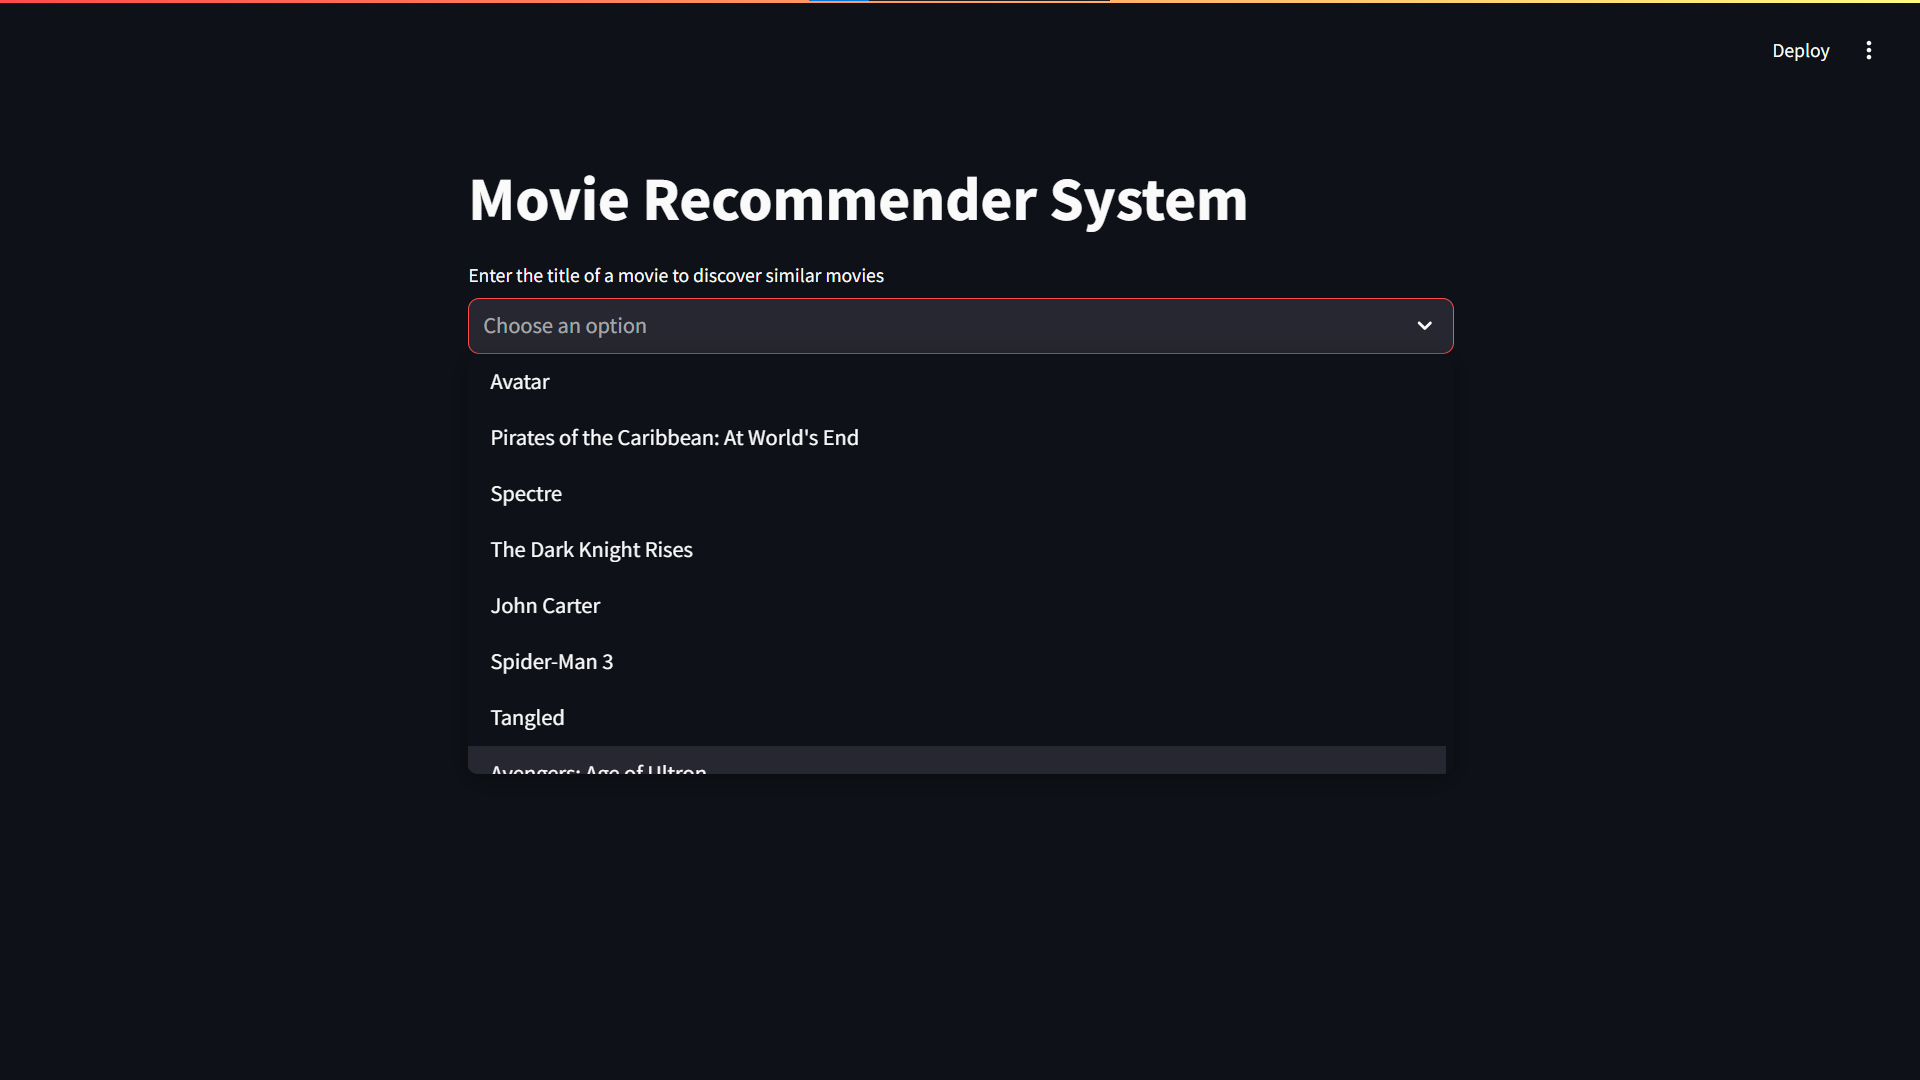 Deploy
Movie Recommender System
Enter the title of a movie to discover similar movies
Choose an option
Avatar
Pirates of the Caribbean: At World's End
Spectre
The Dark Knight Rises
John Carter
Spider-Man 3
Tangled
Avengers: Age of Ultron